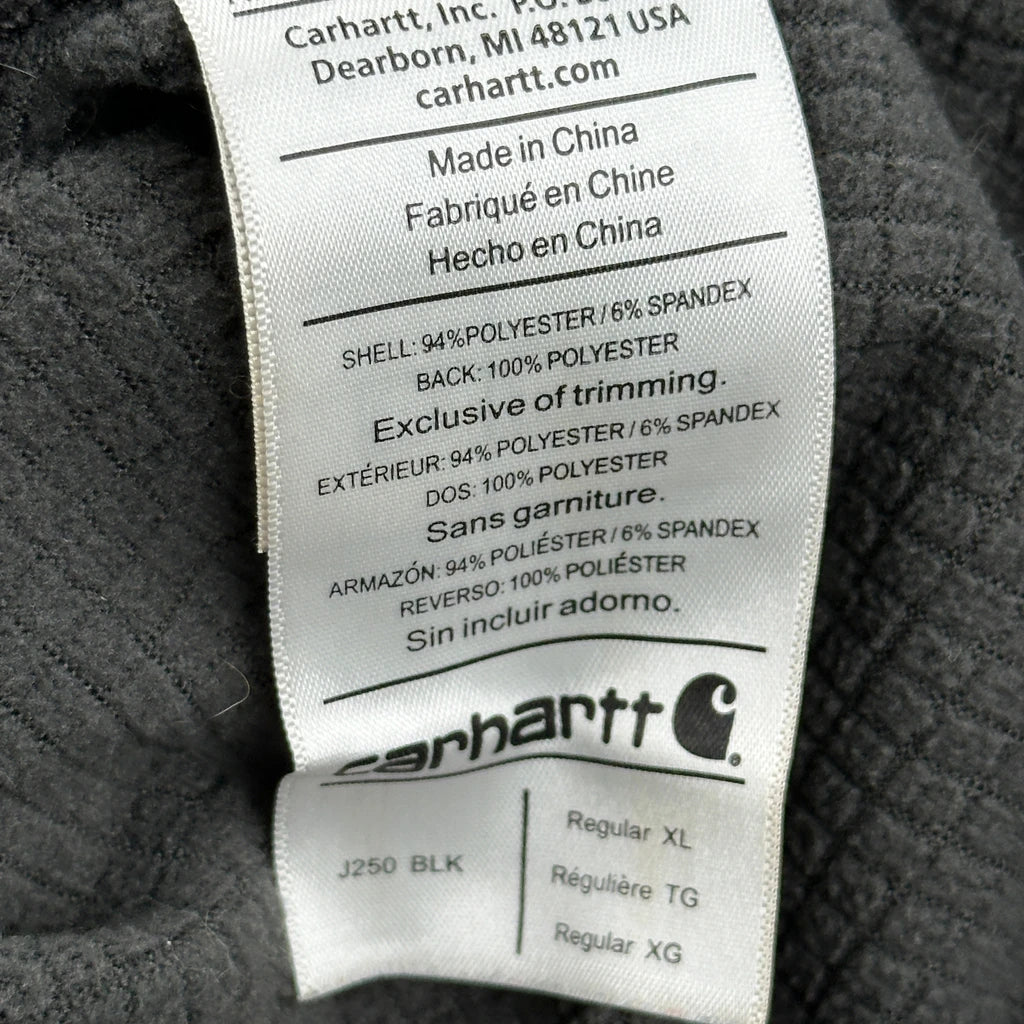 Carhartt, Inc. P.O.
Dearborn, MI 48121 USA
carhartt.com
Made in China
Fabriqué en Chine
Hecho en China
SHELL: 94%POLYESTER / 6% SPANDEX
BACK: 100% POLYESTER
Exclusive of trimming.
EXTÉRIEUR: 94% POLYESTER / 6% SPANDEX
DOS: 100% POLYESTER
Sans garniture.
ARMAZÓN: 94% POLIÉSTER / 6% SPANDEX
REVERSO: 100% POLIÉSTER
Sin incluir adorno.
carhartt
J250 BLK
Regular XL
Régulière TG
Regular XG